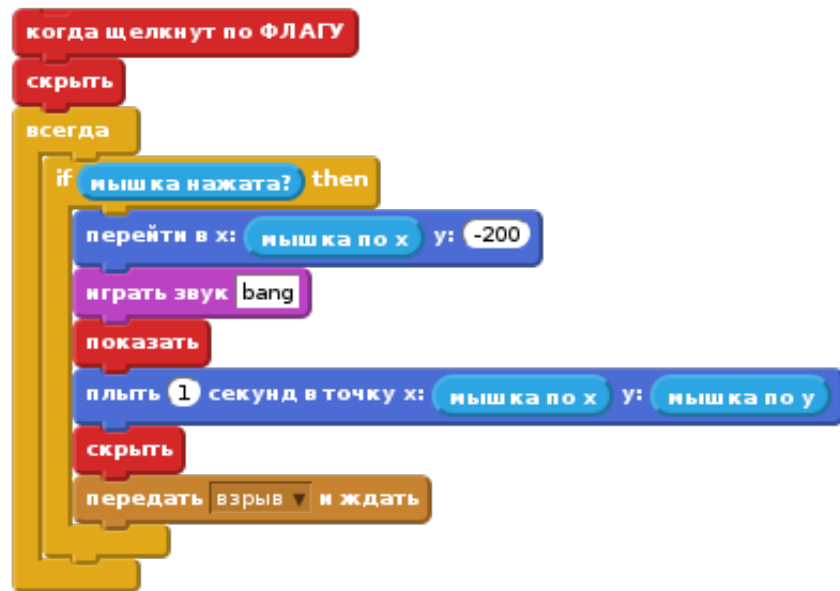 когда щелкнут по ФЛАГУ
скрыть
всегда
if мышка нажата? then
перейти в x: мышка по x y: -200
играть звук bang
показать
плыть 1 секунд в точку x: мышка по x y: мышка по y
скрыть
передать взрыв и ждать